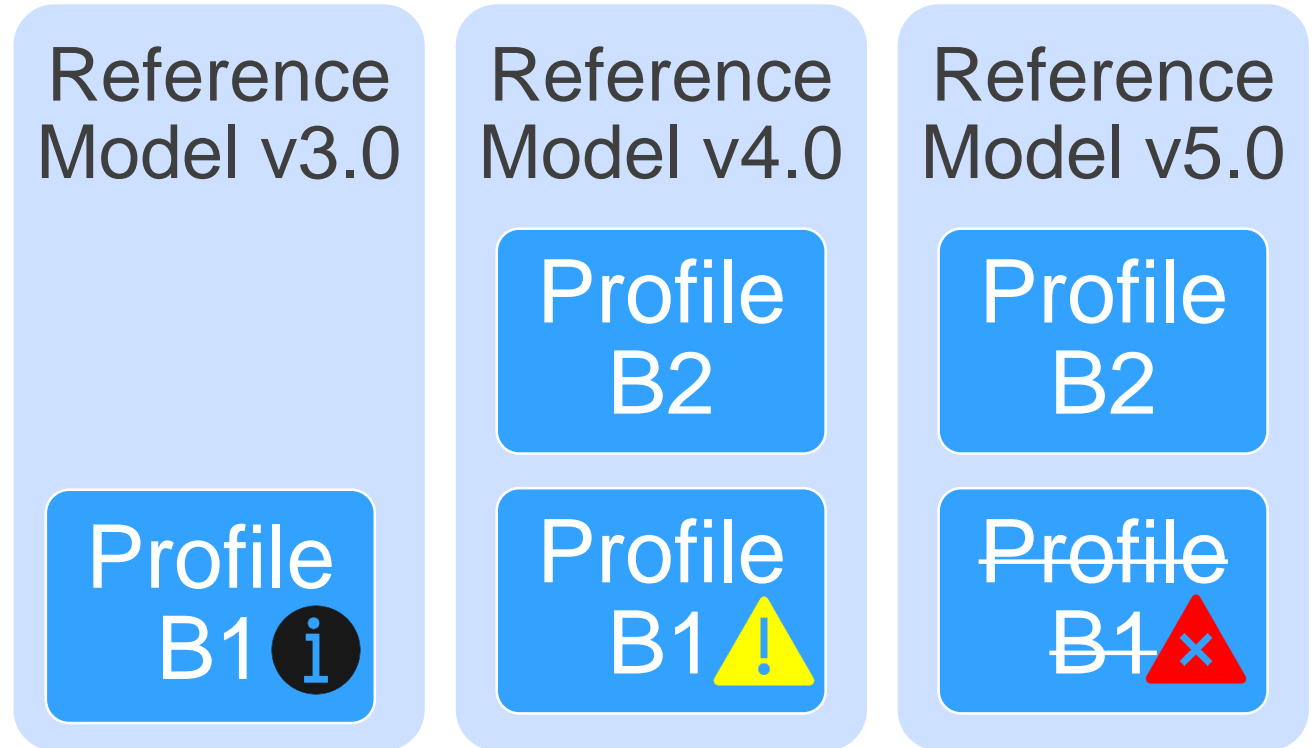 Reference
Model v3.0
Profile
B1
Reference
Model v4.0
Profile
B2
Profile
B1
Reference
Model v5.0
Profile
B2
Profile
B1